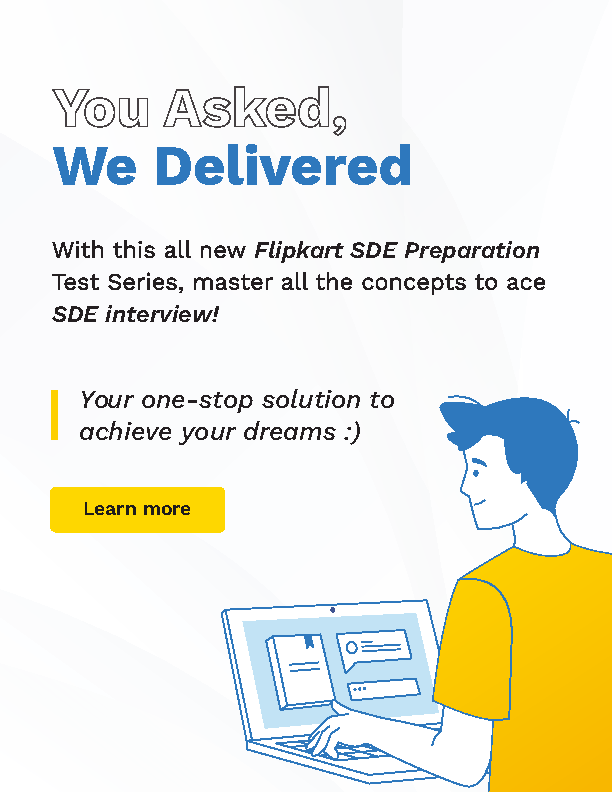 You Asked,
We Delivered
With this all new Flipkart SDE Preparation
Test Series, master all the concepts to ace
SDE interview!
Your one-stop solution to
achieve your dreams :)
Learn more